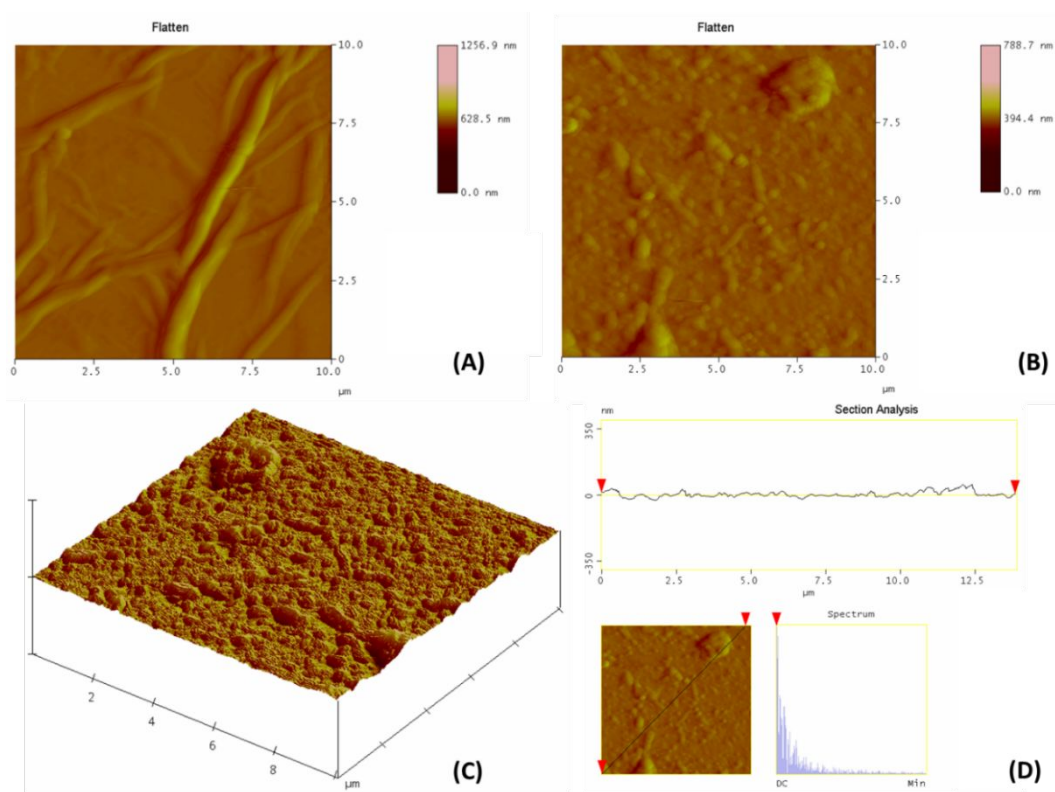 Flatten
10.0
7.5
5.0
2.5
0
0 2.5 5.0 7.5 10.0
μm
1256.9 nm
628.5 nm
0.0 nm
(A)
Flatten
10.0
7.5
5.0
2.5
0
0 2.5 5.0 7.5 10.0
μm
788.7 nm
394.4 nm
0.0 nm
(B)
2
4
6
8
μm
(C)
Section Analysis
nm
350
0
-350
0 2.5 5.0 7.5 10.0 12.5
μm
Spectrum
DC Min
(D)